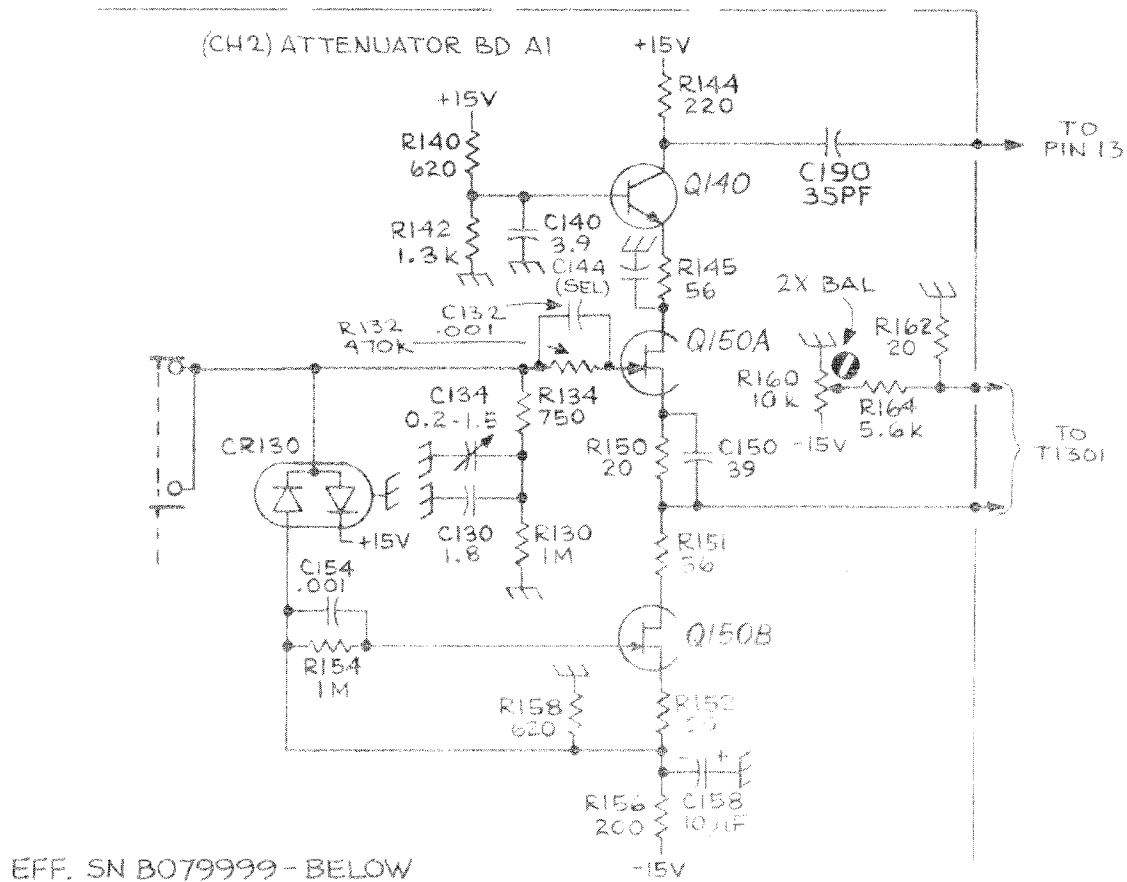 (CH2) ATTENUATOR BD A1
+15V
R144
220
+15V
R140
620
TO
PIN 13
C190
35PF
Q140
R142
1.3K
C140
3.9
C144
(SEL)
R145
56
2X BAL
C132
.001
R132
470K
Q150A
R162
20
R160
10K
R164
5.6K
-15V
C134
0.2-1.5
R134
750
CR130
R150
20
C150
39
TO
T1301
+15V
C130
1.8
R130
1M
R151
56
C154
.001
Q150B
R154
1M
R158
620
R152
- +
R156
200
C158
10µF
-15V
EFF. SN B079999-BELOW